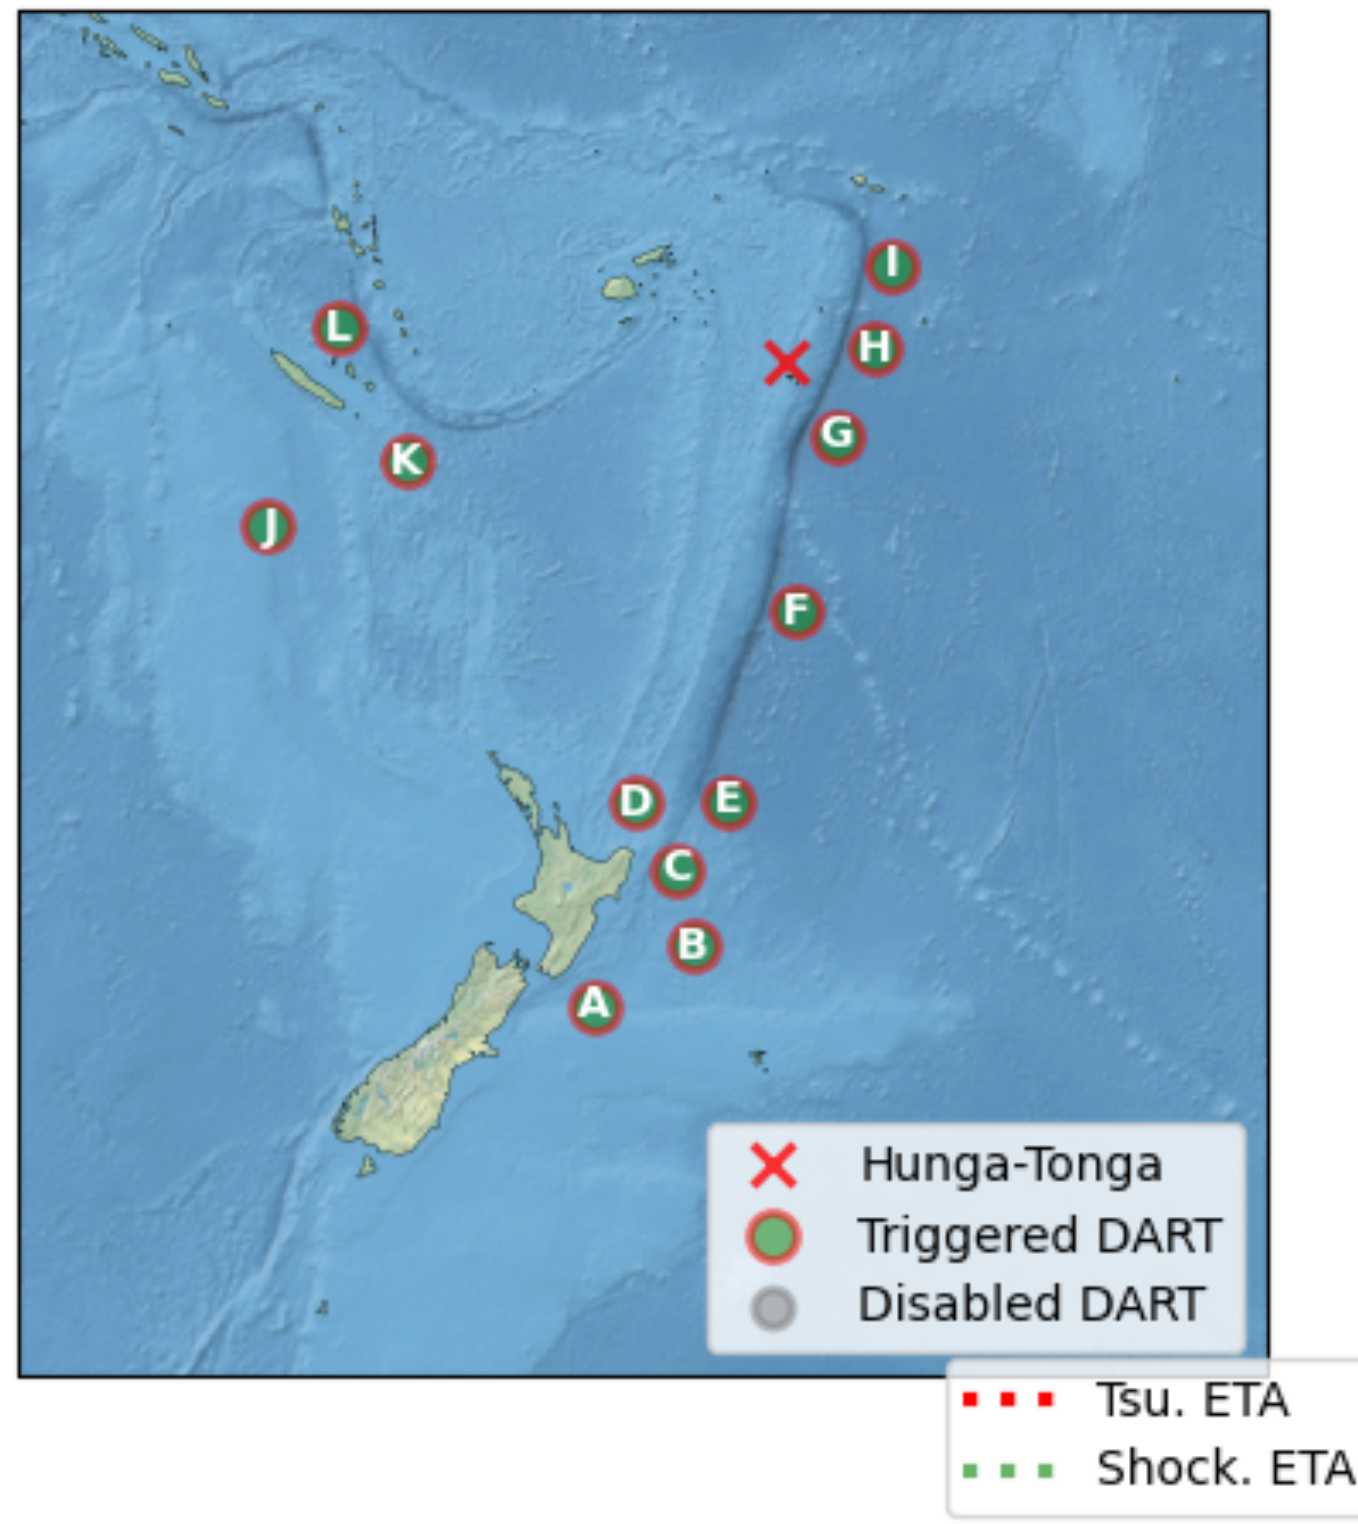 I
L
H
G
K
J
F
D
E
C
B
A
Hunga-Tonga
Triggered DART
Disabled DART
Tsu. ETA
Shock. ETA